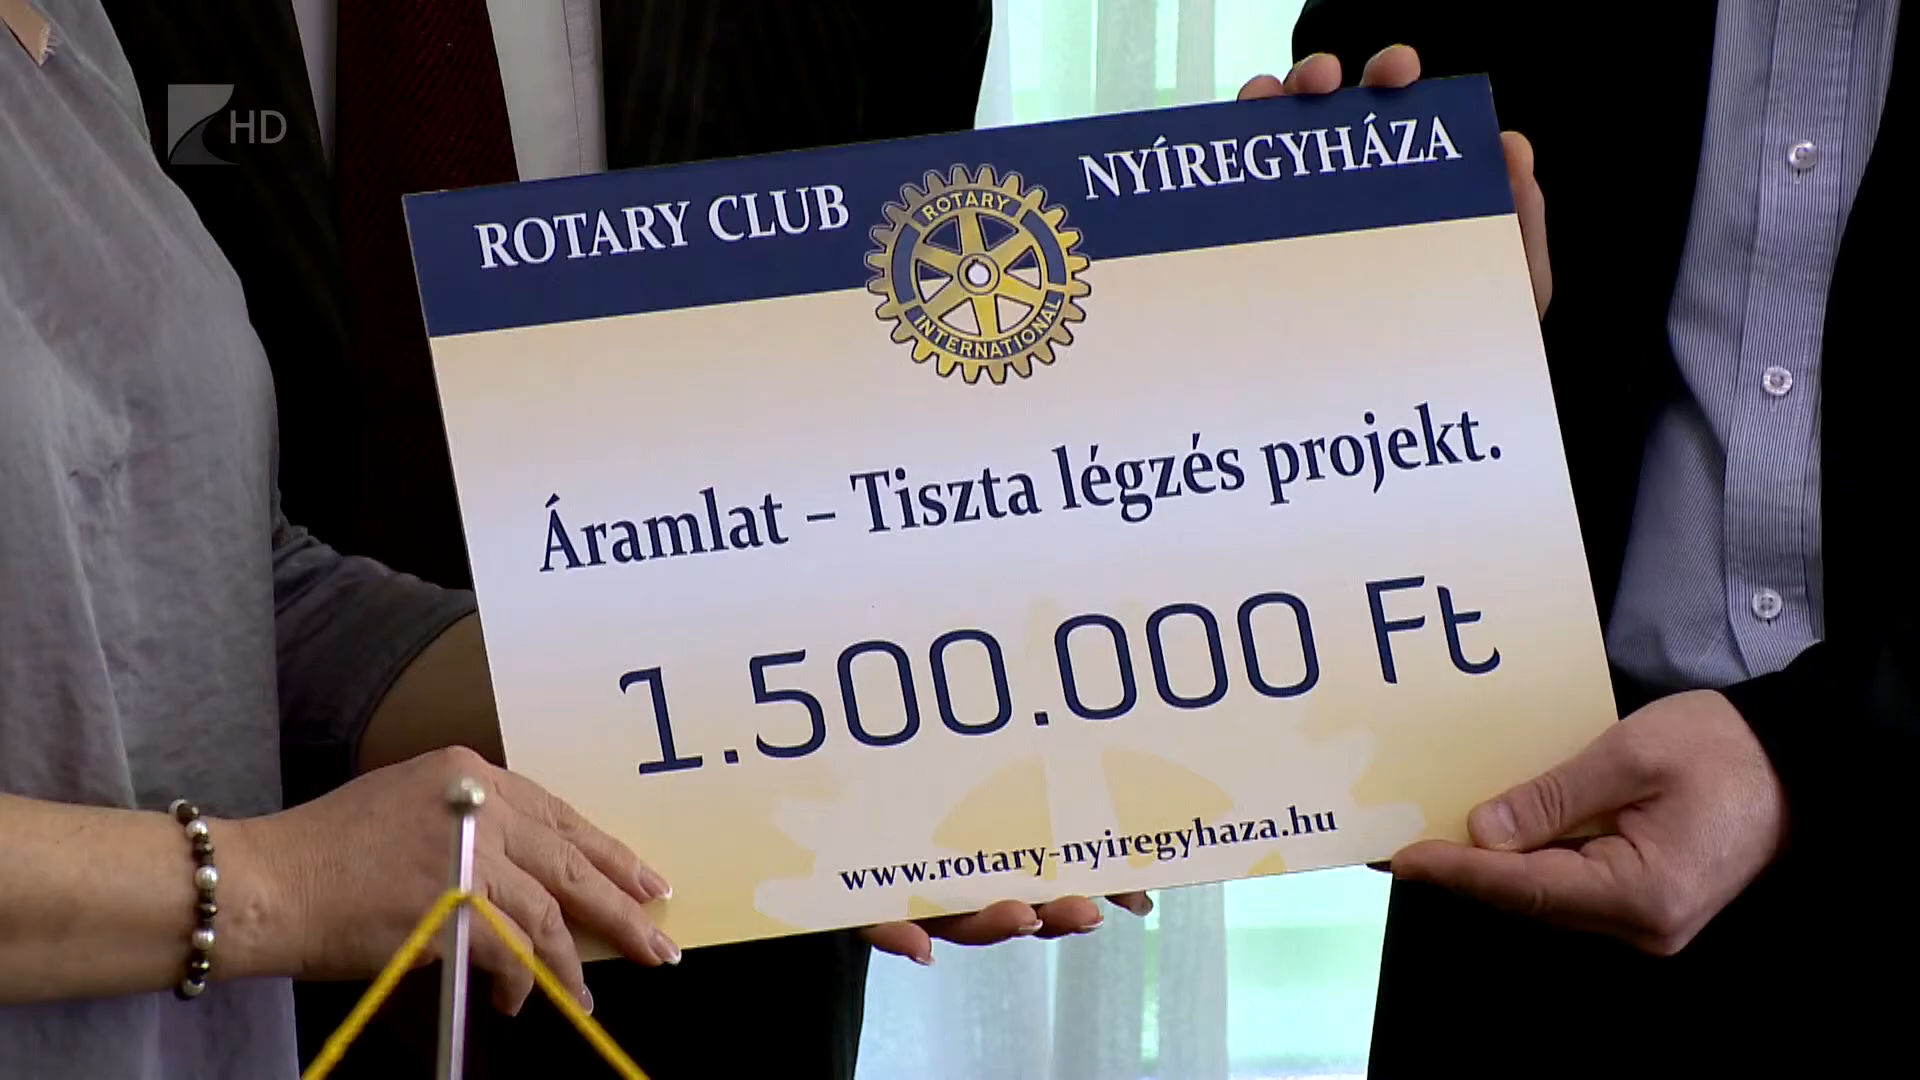 HD
ROTARY CLUB NYÍREGYHÁZA
ROTARY
INTERNATIONAL
Áramlat – Tiszta légzés projekt.
1.500.000 Ft
www.rotary-nyiregyhaza.hu